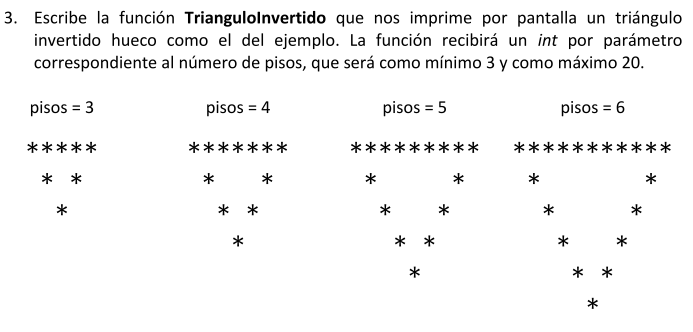 3. Escribe la función TrianguloInvertido que nos imprime por pantalla un triángulo
invertido hueco como el del ejemplo. La función recibirá un int por parámetro
correspondiente al número de pisos, que será como mínimo 3 y como máximo 20.
pisos = 3 pisos = 4 pisos = 5 pisos = 6
***** ******* ********* ***********
* * * * * * * *
* * * * * * *
* * * * *
* * *
*